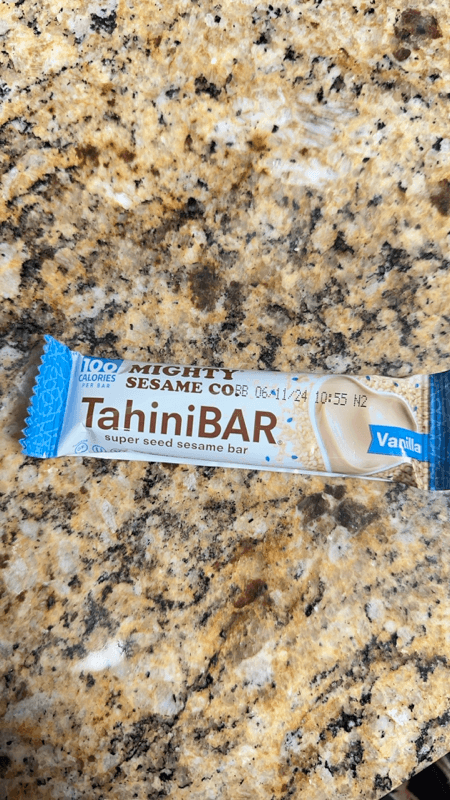 100
CALORIES
PER BAR
MIGHTY
SESAME CO.
BB 06/11/24 10:55 N2
TahiniBAR
super seed sesame bar
Vanilla